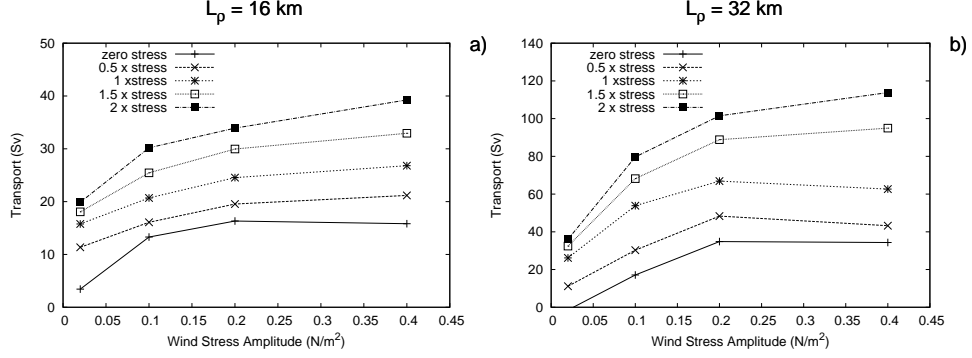 L_ρ = 16 km
a)
zero stress
0.5 x stress
1 xstress
1.5 x stress
2 x stress
50
40
30
20
10
0
Transport (Sv)
0 0.05 0.1 0.15 0.2 0.25 0.3 0.35 0.4 0.45
Wind Stress Amplitude (N/m²)
L_ρ = 32 km
b)
zero stress
0.5 x stress
1 xstress
1.5 x stress
2 x stress
140
120
100
80
60
40
20
0
Transport (Sv)
0 0.05 0.1 0.15 0.2 0.25 0.3 0.35 0.4 0.45
Wind Stress Amplitude (N/m²)